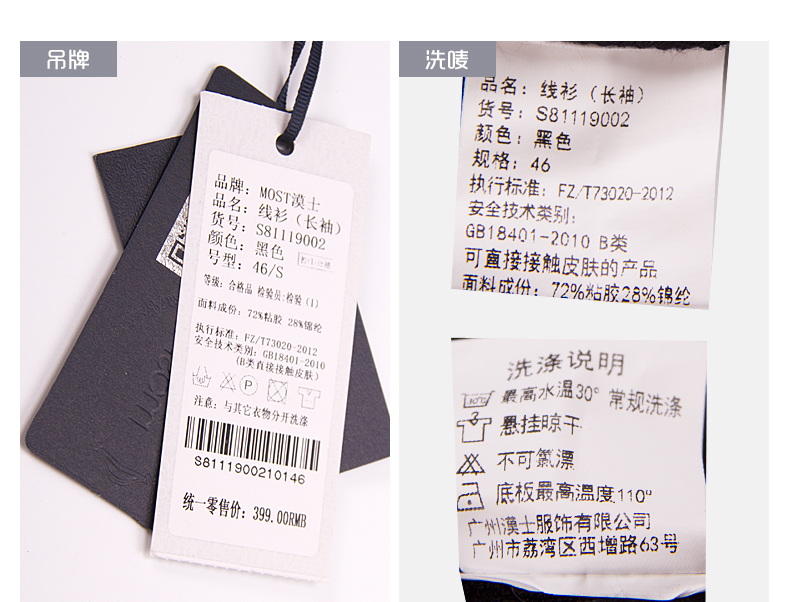 吊牌
品牌：MOST漠士
品名：线衫（长袖）
货号：S81119002
颜色：黑色
号型：46/S
等级：合格品 检验员:检验（1）
面料成份：72%粘胶 28%锦纶
执行标准：FZ/T73020-2012
安全技术类别：GB18401-2010
(B类直接接触皮肤)
注意：与其它衣物分开洗涤
S8111900210146
统一零售价：399.00RMB
洗唛
品名：线衫（长袖）
货号：S81119002
颜色：黑色
规格：46
执行标准：FZ/T73020-2012
安全技术类别：
GB18401-2010 B类
可直接接触皮肤的产品
面料成份：72%粘胶28%锦纶
洗涤说明
最高水温30° 常规洗涤
悬挂晾干
不可氯漂
底板最高温度110°
广州漠士服饰有限公司
广州市荔湾区西增路63号